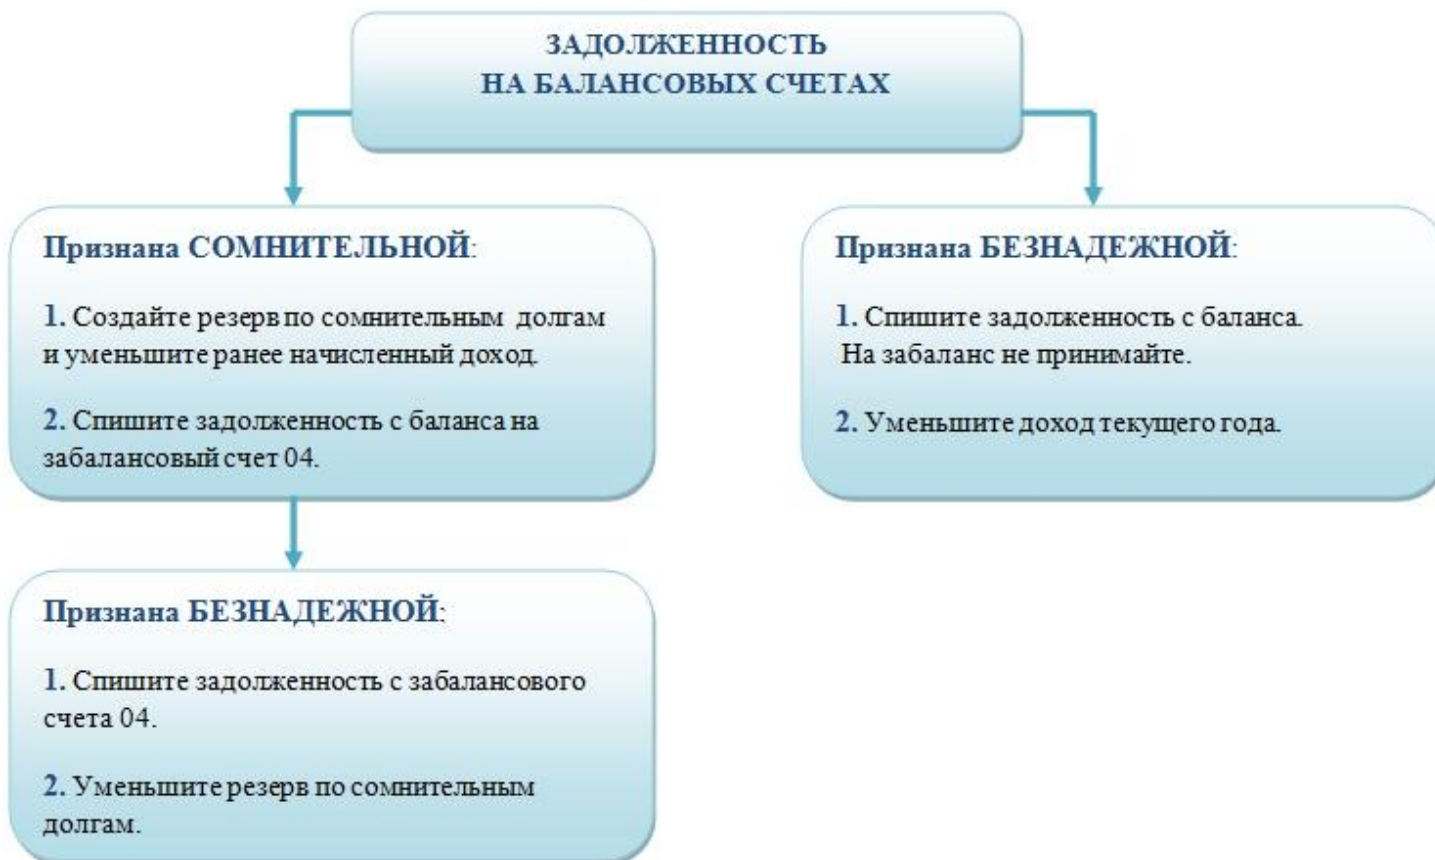 ЗАДОЛЖЕННОСТЬ
НА БАЛАНСОВЫХ СЧЕТАХ
Признана СОМНИТЕЛЬНОЙ:
1. Создайте резерв по сомнительным долгам
и уменьшите ранее начисленный доход.
2. Спишите задолженность с баланса на
забалансовый счет 04.
Признана БЕЗНАДЕЖНОЙ:
1. Спишите задолженность с баланса.
На забаланс не принимайте.
2. Уменьшите доход текущего года.
Признана БЕЗНАДЕЖНОЙ:
1. Спишите задолженность с забалансового
счета 04.
2. Уменьшите резерв по сомнительным
долгам.